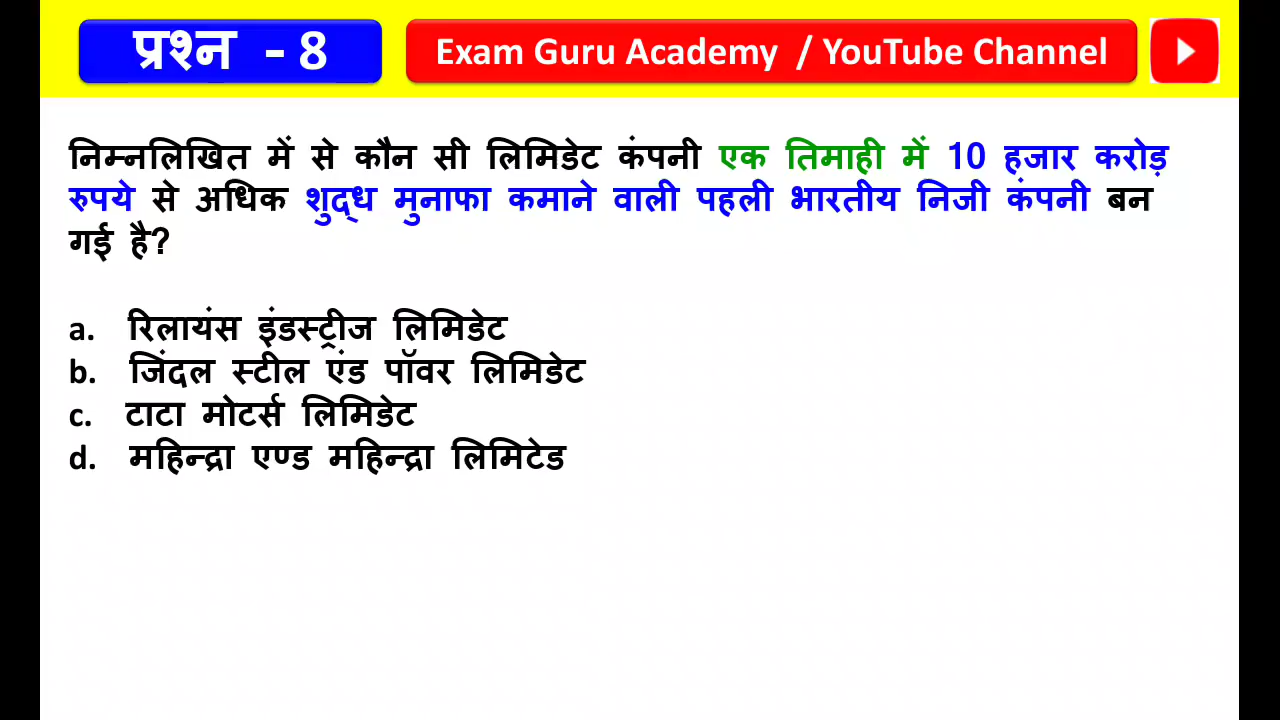 प्रश्न - 8
Exam Guru Academy / YouTube Channel
निम्नलिखित में से कौन सी लिमिडेट कंपनी एक तिमाही में 10 हजार करोड़
रुपये से अधिक शुद्ध मुनाफा कमाने वाली पहली भारतीय निजी कंपनी बन
गई है?
a. रिलायंस इंडस्ट्रीज लिमिडेट
b. जिंदल स्टील एंड पॉवर लिमिडेट
c. टाटा मोटर्स लिमिडेट
d. महिन्द्रा एण्ड महिन्द्रा लिमिटेड